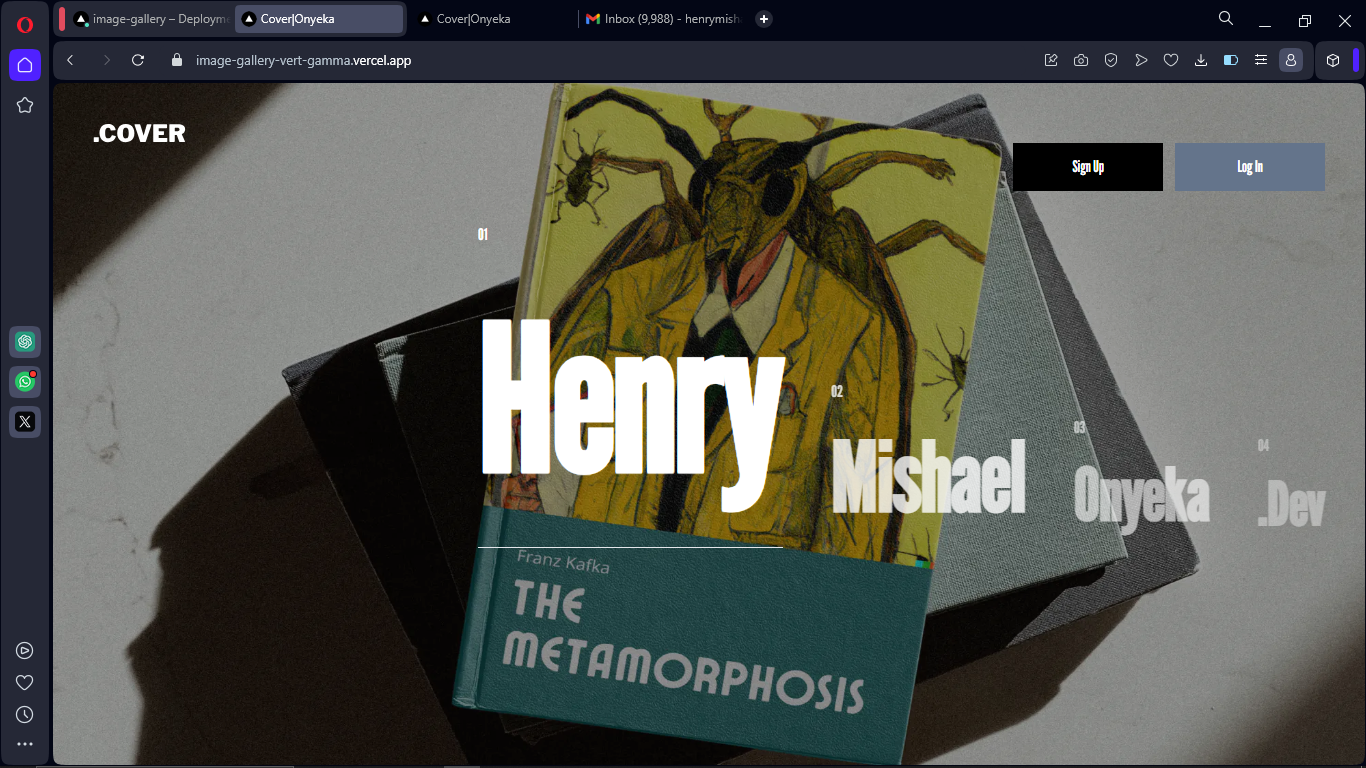 image-gallery – Deploym
Cover|Onyeka
Cover|Onyeka
Inbox (9,988) - henrymish
image-gallery-vert-gamma.vercel.app
.COVER
Sign Up
Log In
01
Henry
02
Mishael
03
Onyeka
04
.Dev
Franz Kafka
THE
METAMORPHOSIS